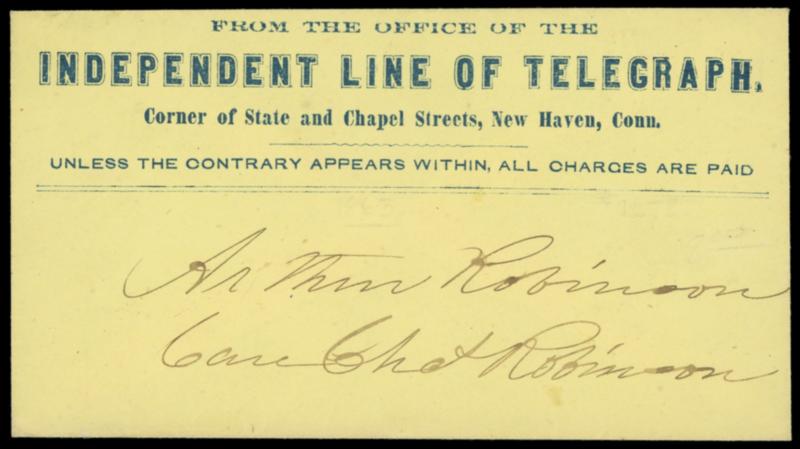 FROM THE OFFICE OF THE
INDEPENDENT LINE OF TELEGRAPH,
Corner of State and Chapel Streets, New Haven, Conn.
UNLESS THE CONTRARY APPEARS WITHIN, ALL CHARGES ARE PAID
Arthur Robinson
Care Chas Robinson